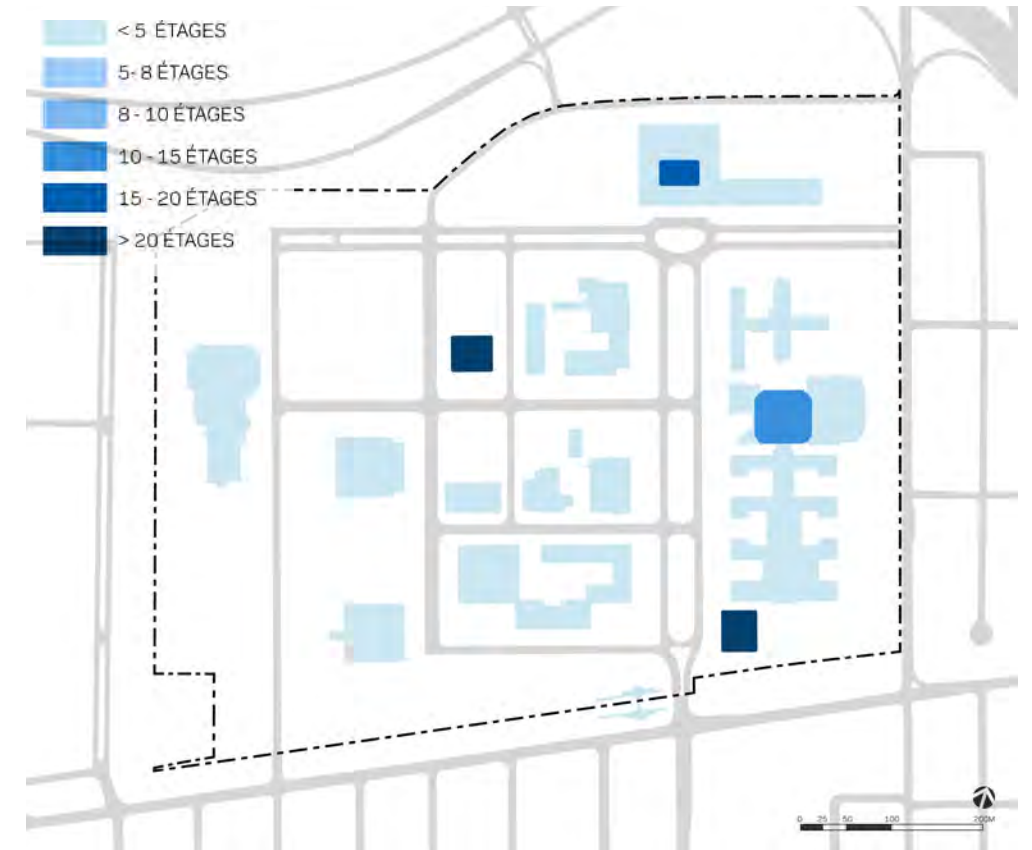 < 5 ÉTAGES
5-8 ÉTAGES
8 - 10 ÉTAGES
10 - 15 ÉTAGES
15 - 20 ÉTAGES
> 20 ÉTAGES
0 25 50 100 200M